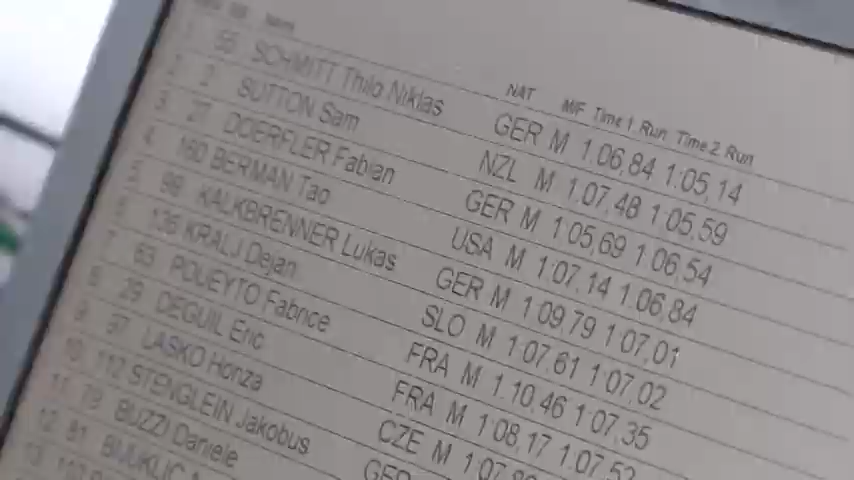 Name NAT M/F Time 1 Run Time 2 Run
1 56 SCHMITT Thilo Niklas GER M 1.06,84 1:05,14
2 2 SUTTON Sam NZL M 1.07,48 1:05,59
3 27 DOERFLER Fabian GER M 1:05,69 1:06,54
4 160 BERMAN Tao USA M 1:07,14 1:06,84
5 98 KALKBRENNER Lukas GER M 1:09,79 1:07,01
6 136 KRALJ Dejan SLO M 1:07,61 1:07,02
7 63 POUEYTO Fabrice FRA M 1.10,46 1:07,35
8 29 DEGUIL Eric FRA M 1'08,17 1:07,52
9 97 LASKO Honza CZE M
10 112 STENGLEIN Jakobus GER
11 79 BUZZI Daniele
12 81
13